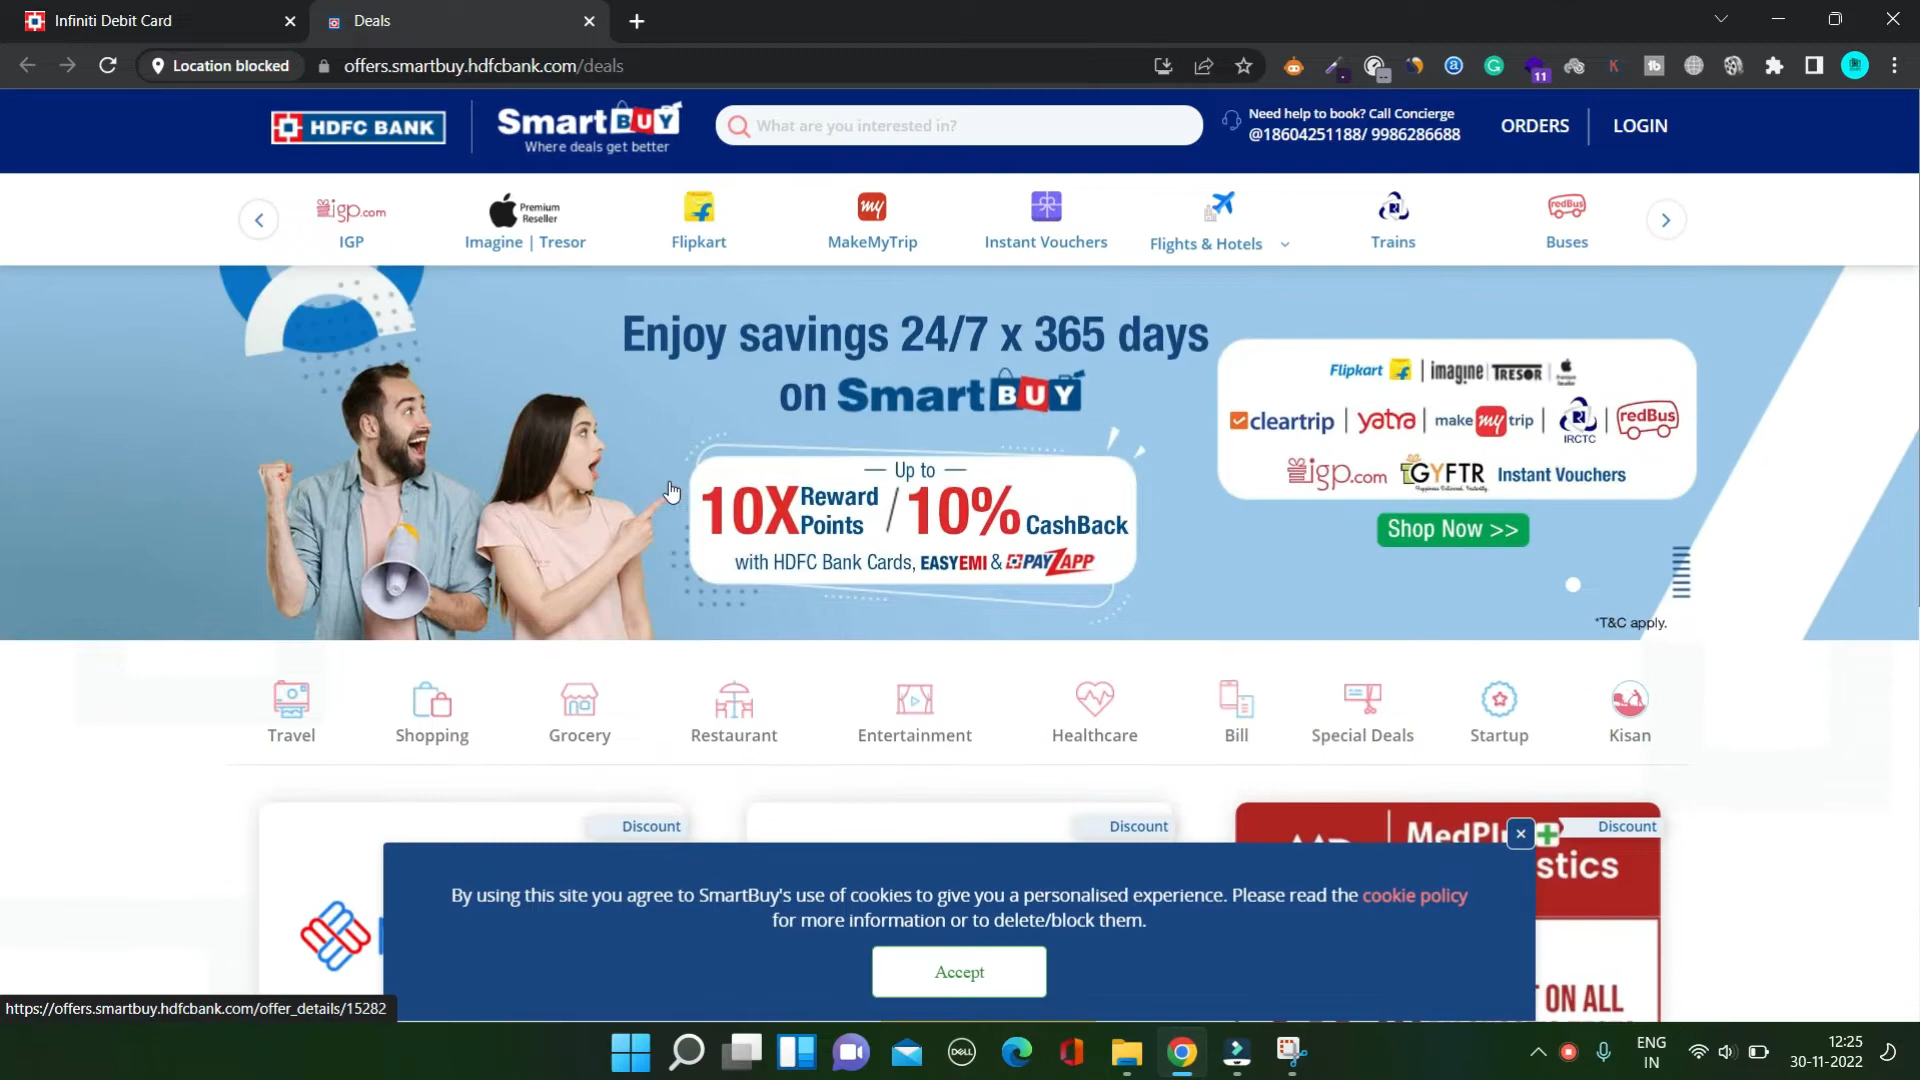 Infiniti Debit Card
Deals
Location blocked
offers.smartbuy.hdfcbank.com/deals
11
HDFC BANK
SmartBUY
Where deals get better
What are you interested in?
Need help to book? Call Concierge
@18604251188/ 9986286688
ORDERS
LOGIN
igp.com
IGP
Premium
Reseller
Imagine | Tresor
Flipkart
my
MakeMyTrip
Instant Vouchers
Flights & Hotels
Trains
redBus
Buses
Enjoy savings 24/7 x 365 days
on SmartBUY
Up to
10X Reward Points / 10% CashBack
with HDFC Bank Cards, EASYEMI & PAYZAPP
Flipkart | imagine | TRESOR |
cleartrip | yatra | make my trip | IRCTC | redBus
igp.com GYFTR Instant Vouchers
Shop Now >>
*T&C apply.
Travel
Shopping
Grocery
Restaurant
Entertainment
Healthcare
Bill
Special Deals
Startup
Kisan
Discount
Discount
Discount
MedPl
stics
By using this site you agree to SmartBuy's use of cookies to give you a personalised experience. Please read the cookie policy
for more information or to delete/block them.
Accept
ON ALL
https://offers.smartbuy.hdfcbank.com/offer_details/15282
DELL
ENG
IN
12:25
30-11-2022